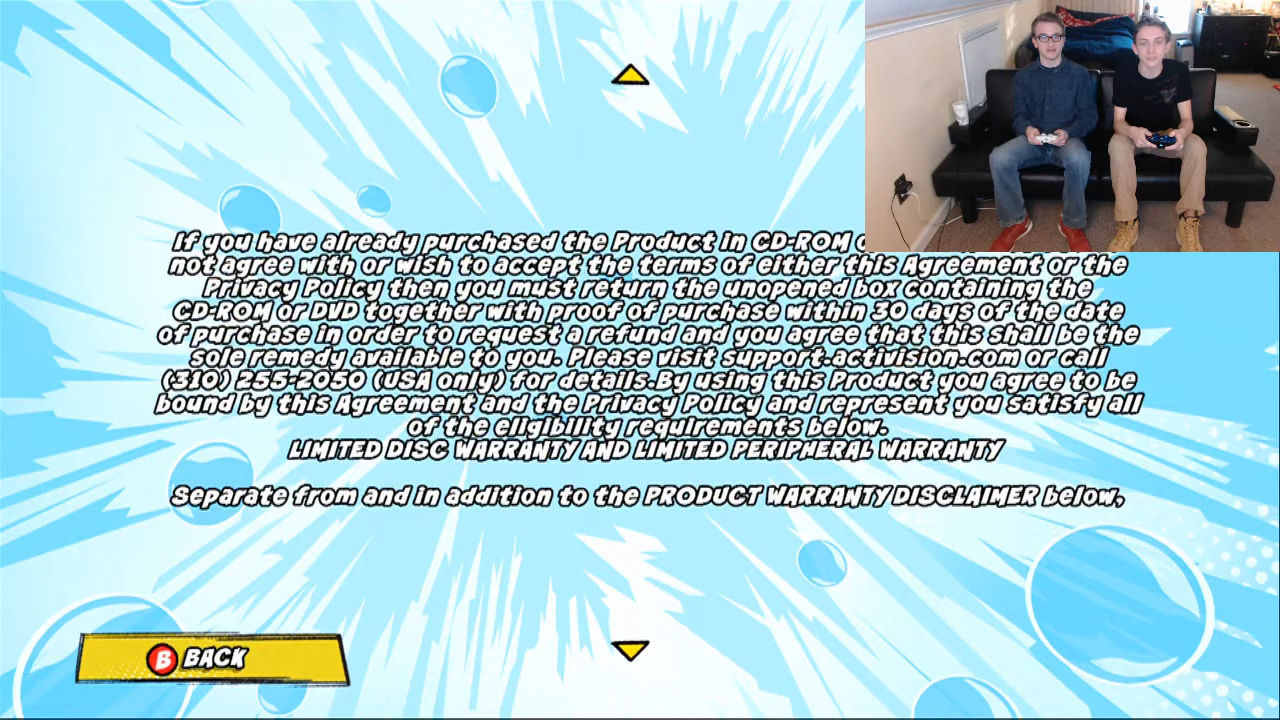 If you have already purchased the Product in CD-ROM
not agree with or wish to accept the terms of either this Agreement or the
Privacy Policy then you must return the unopened box containing the
CD-ROM or DVD together with proof of purchase within 30 days of the date
of purchase in order to request a refund and you agree that this shall be the
sole remedy available to you. Please visit support.activision.com or call
(310) 255-2050 (USA only) for details.By using this Product you agree to be
bound by this Agreement and the Privacy Policy and represent you satisfy all
of the eligibility requirements below.
LIMITED DISC WARRANTY AND LIMITED PERIPHERAL WARRANTY
Separate from and in addition to the PRODUCT WARRANTY DISCLAIMER below,
B BACK